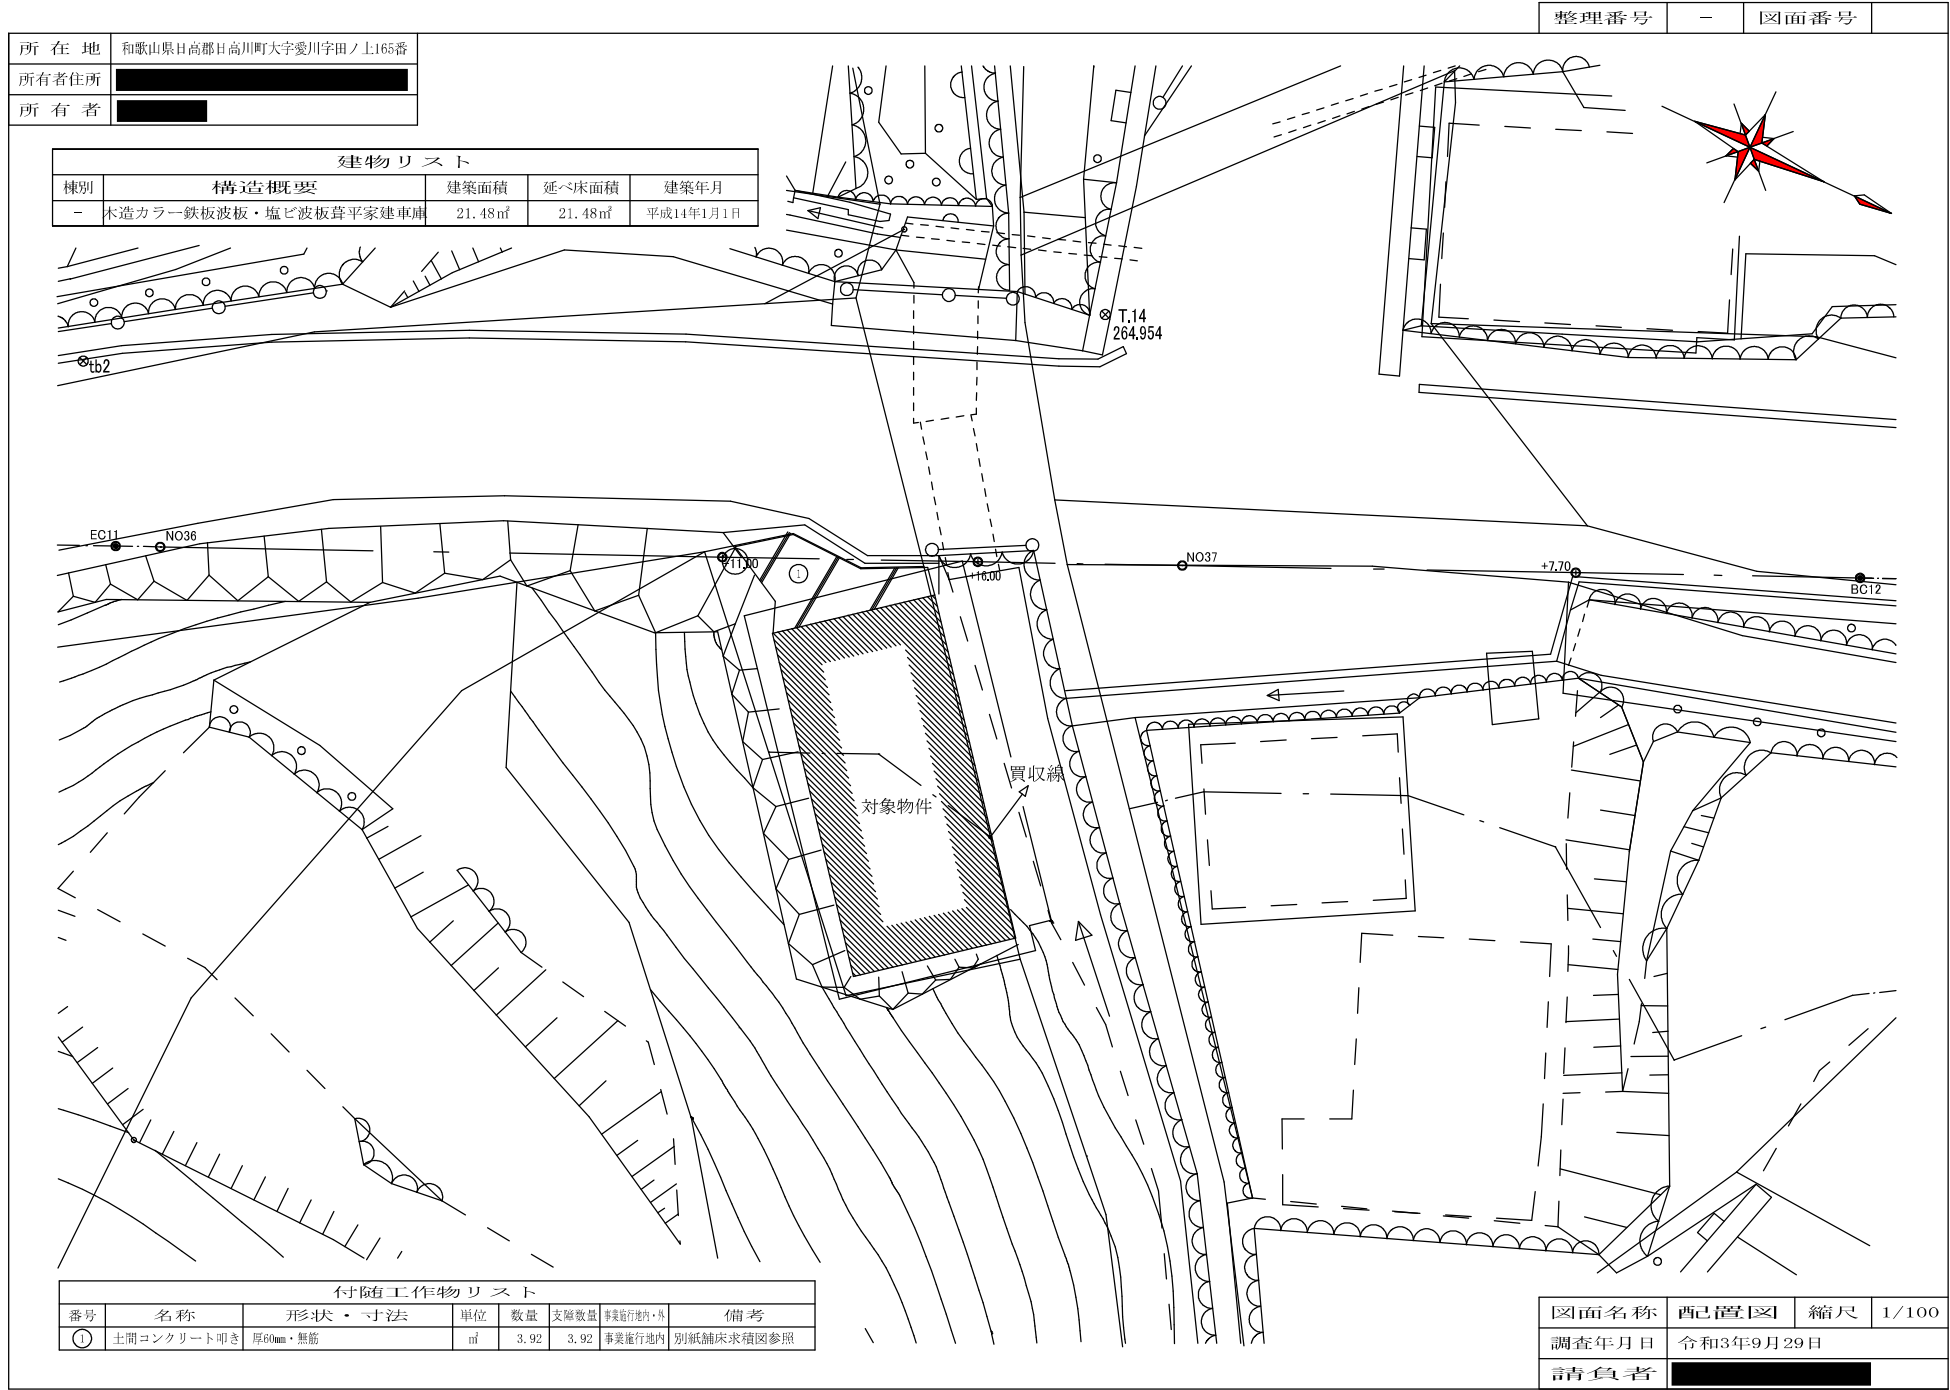 整理番号 － 図面番号
所在地 和歌山県日高郡日高川町大字愛川字田ノ上165番
所有者住所
所有者
建物リスト
棟別 構造概要 建築面積 延べ床面積 建築年月
－ 木造カラー鉄板波板・塩ビ波板葺平家建車庫 21.48㎡ 21.48㎡ 平成14年1月1日
T.14
264.954
tb2
EC11
NO36
+11.00
①
+16.00
NO37
+7.70
BC12
買収線
対象物件
付随工作物リスト
番号 名称 形状・寸法 単位 数量 支障数量 事業施行地内・外 備考
① 土間コンクリート叩き 厚60㎜・無筋 ㎡ 3.92 3.92 事業施行地内 別紙舗床求積図参照
図面名称 配置図 縮尺 1/100
調査年月日 令和3年9月29日
請負者